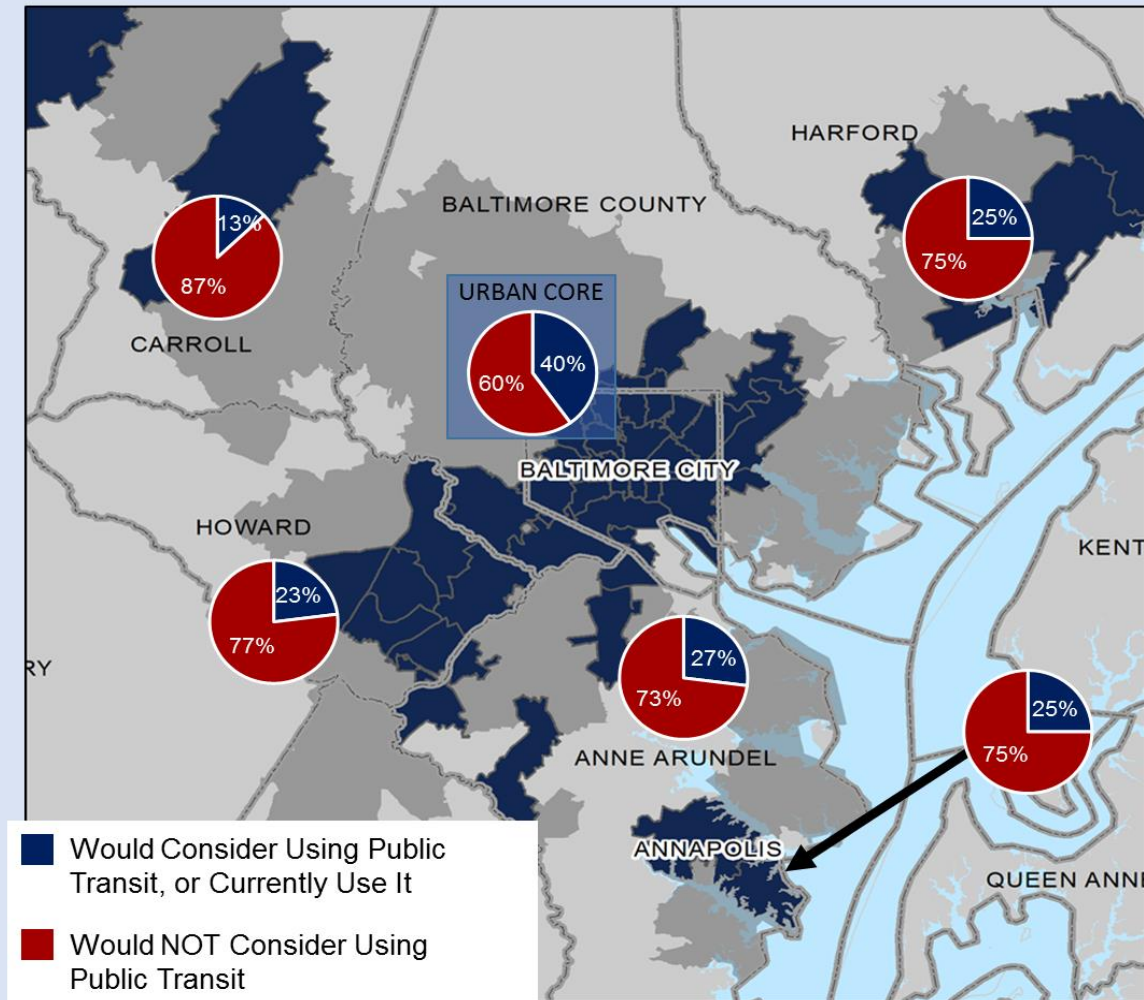 HARFORD
25%
75%
BALTIMORE COUNTY
13%
87%
CARROLL
URBAN CORE
40%
60%
BALTIMORE CITY
HOWARD
23%
77%
KENT
RY
27%
73%
ANNE ARUNDEL
25%
75%
ANNAPOLIS
QUEEN ANNE
Would Consider Using Public
Transit, or Currently Use It
Would NOT Consider Using
Public Transit